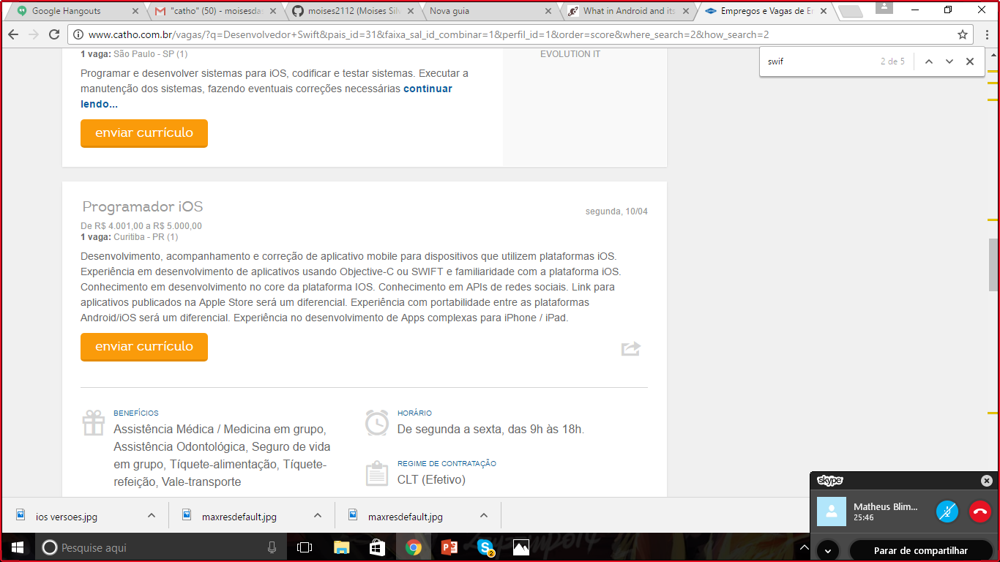 Google Hangouts
"catho" (50) - moisesdas
moises2112 (Moises Silv
Nova guia
What in Android and its
Empregos e Vagas de En
www.catho.com.br/vagas/?q=Desenvolvedor+Swift&pais_id=31&faixa_sal_id_combinar=1&perfil_id=1&order=score&where_search=2&how_search=2
swif
2 de 5
1 vaga: São Paulo - SP (1)
EVOLUTION IT
Programar e desenvolver sistemas para iOS, codificar e testar sistemas. Executar a
manutenção dos sistemas, fazendo eventuais correções necessárias continuar
lendo...
enviar currículo
Programador iOS
segunda, 10/04
De R$ 4.001,00 a R$ 5.000,00
1 vaga: Curitiba - PR (1)
Desenvolvimento, acompanhamento e correção de aplicativo mobile para dispositivos que utilizem plataformas iOS.
Experiência em desenvolvimento de aplicativos usando Objective-C ou SWIFT e familiaridade com a plataforma iOS.
Conhecimento em desenvolvimento no core da plataforma IOS. Conhecimento em APIs de redes sociais. Link para
aplicativos publicados na Apple Store será um diferencial. Experiência com portabilidade entre as plataformas
Android/iOS será um diferencial. Experiência no desenvolvimento de Apps complexas para iPhone / iPad.
enviar currículo
BENEFÍCIOS
Assistência Médica / Medicina em grupo,
Assistência Odontológica, Seguro de vida
em grupo, Tíquete-alimentação, Tíquete-
refeição, Vale-transporte
HORÁRIO
De segunda a sexta, das 9h às 18h.
REGIME DE CONTRATAÇÃO
CLT (Efetivo)
skype
Matheus Blim...
25:46
Parar de compartilhar
ios versoes.jpg
maxresdefault.jpg
maxresdefault.jpg
Pesquise aqui
2